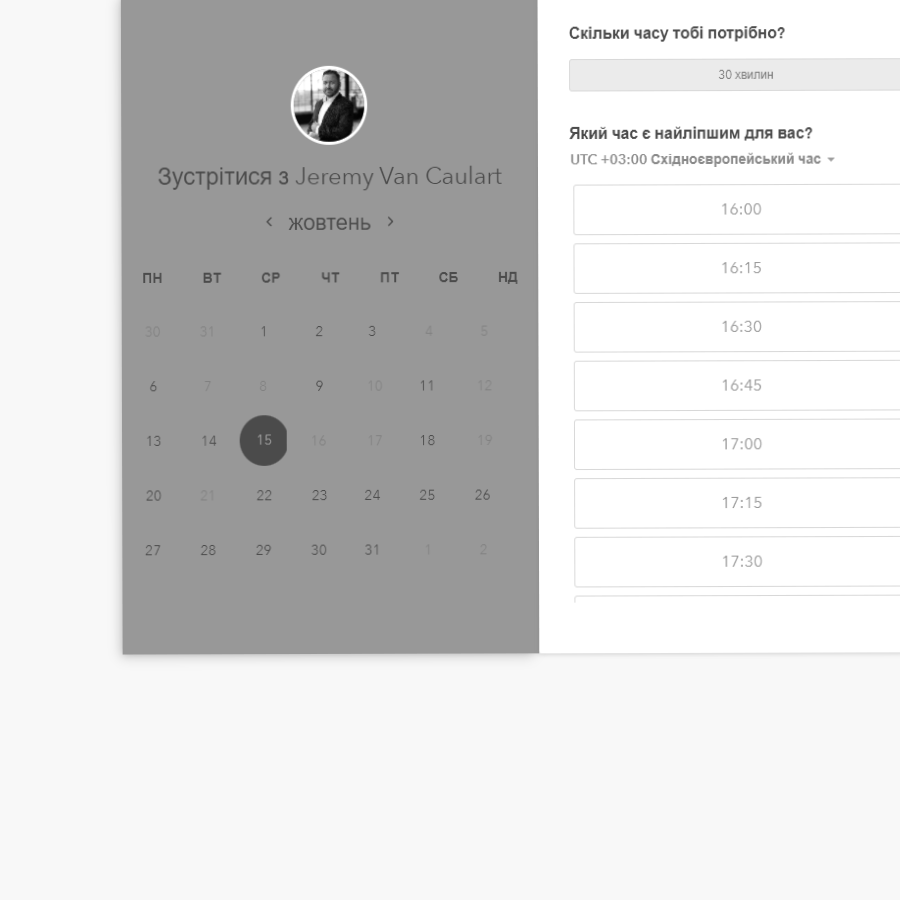 Зустрітися з Jeremy Van Caulart
жовтень
ПН ВТ СР ЧТ ПТ СБ НД
30 31 1 2 3 4 5
6 7 8 9 10 11 12
13 14 15 16 17 18 19
20 21 22 23 24 25 26
27 28 29 30 31 1 2
Скільки часу тобі потрібно?
30 хвилин
Який час є найліпшим для вас?
UTC +03:00 Східноєвропейський час
16:00
16:15
16:30
16:45
17:00
17:15
17:30